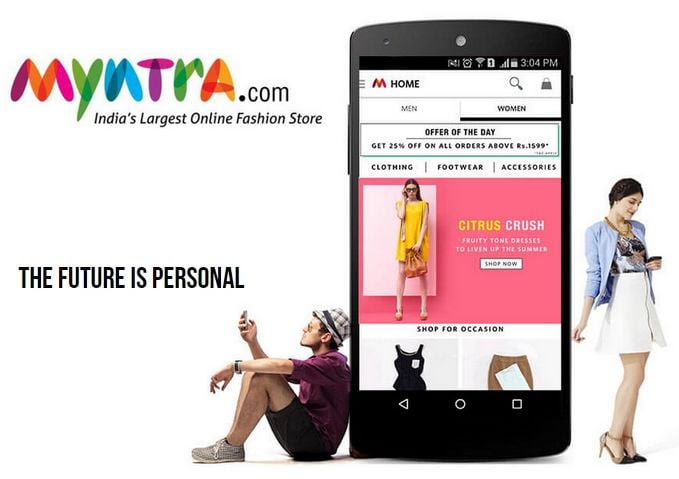 myntra.com
India's Largest Online Fashion Store
THE FUTURE IS PERSONAL
3:04 PM
HOME
MEN
WOMEN
OFFER OF THE DAY
GET 25% OFF ON ALL ORDERS ABOVE Rs.1599*
CLOTHING | FOOTWEAR | ACCESSORIES
CITRUS CRUSH
FRUITY TONE DRESSES
TO LIVEN UP THE SUMMER
SHOP NOW
SHOP FOR OCCASION